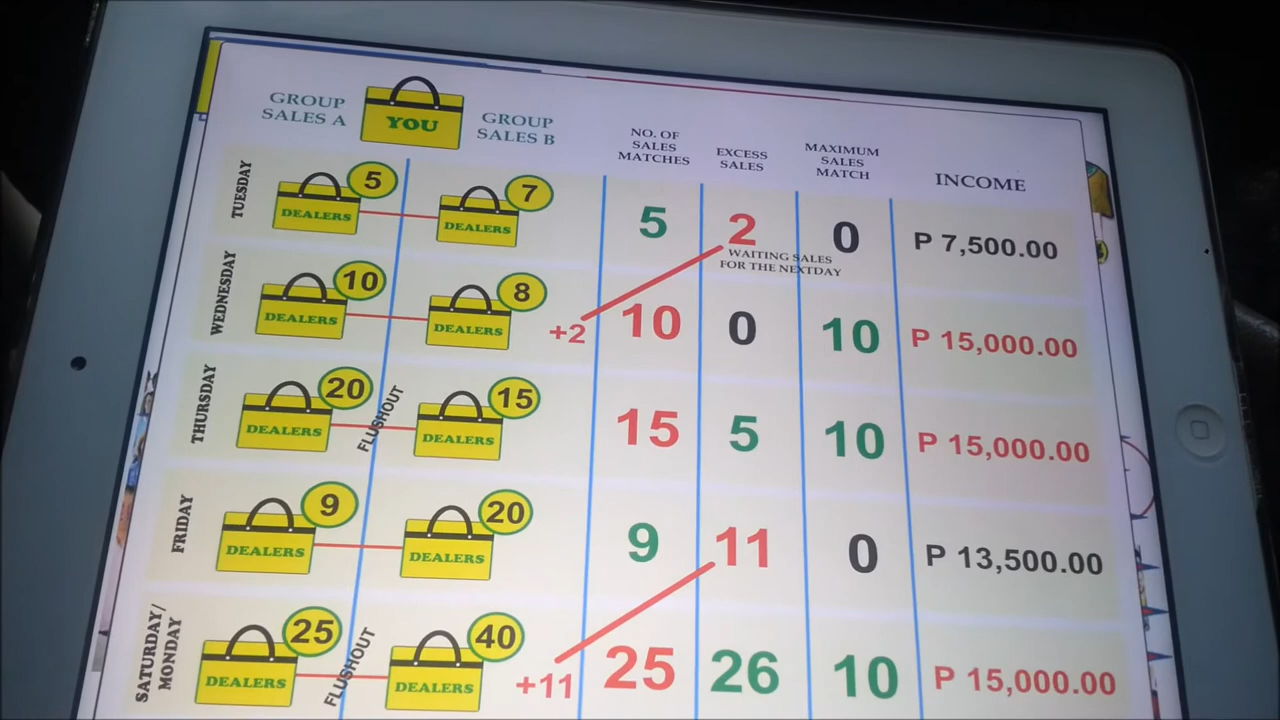 GROUP
SALES A
YOU
GROUP
SALES B
NO. OF
SALES
MATCHES
EXCESS
SALES
MAXIMUM
SALES
MATCH
INCOME
TUESDAY
5
DEALERS
7
DEALERS
5
2
0
P 7,500.00
WAITING SALES
FOR THE NEXTDAY
WEDNESDAY
10
DEALERS
8
DEALERS
+2
10
0
10
P 15,000.00
THURSDAY
20
DEALERS
FLUSHOUT
15
DEALERS
15
5
10
P 15,000.00
FRIDAY
9
DEALERS
20
DEALERS
9
11
0
P 13,500.00
SATURDAY/
MONDAY
25
DEALERS
FLUSHOUT
40
DEALERS
+11
25
26
10
P 15,000.00